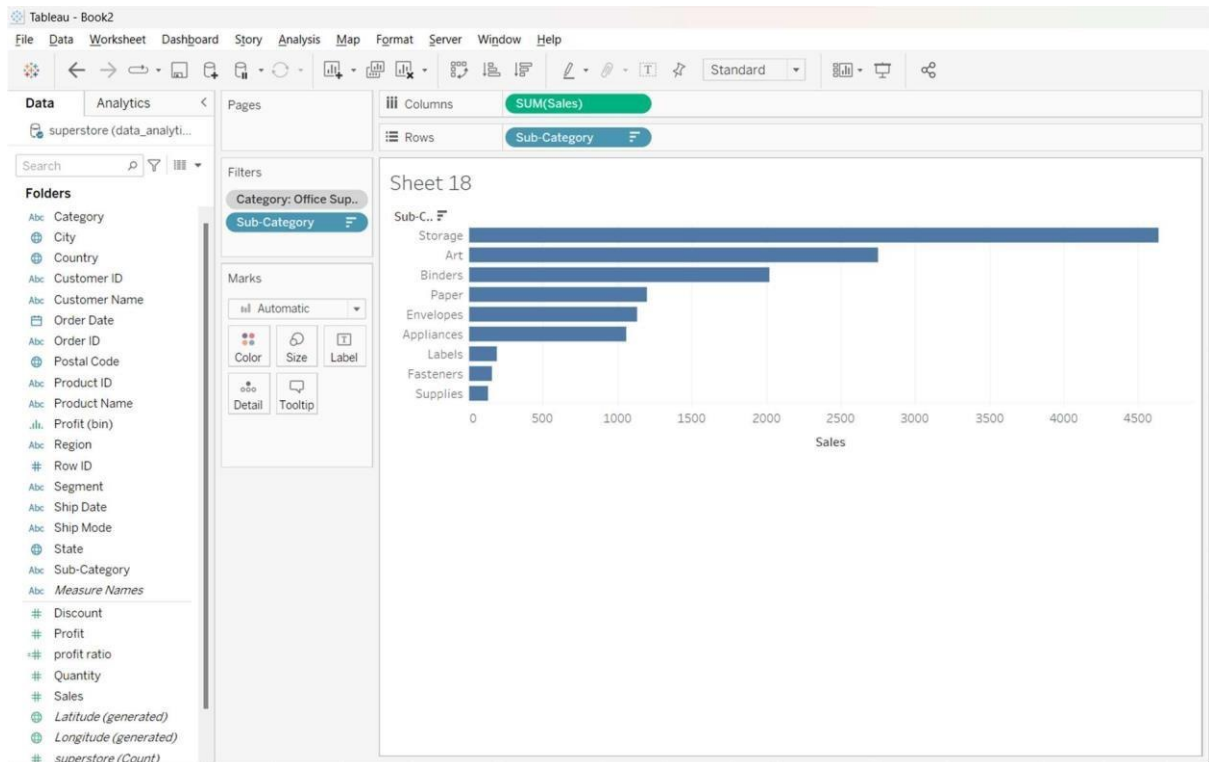 Tableau - Book2
File Data Worksheet Dashboard Story Analysis Map Format Server Window Help
Standard
Data Analytics
superstore (data_analyti...
Search
Folders
Abc Category
City
Country
Abc Customer ID
Abc Customer Name
Order Date
Abc Order ID
Postal Code
Abc Product ID
Abc Product Name
Profit (bin)
Abc Region
# Row ID
Abc Segment
Abc Ship Date
Abc Ship Mode
State
Abc Sub-Category
Abc Measure Names
# Discount
# Profit
=# profit ratio
# Quantity
# Sales
Latitude (generated)
Longitude (generated)
# superstore (Count)
Pages
Filters
Category: Office Sup..
Sub-Category
Marks
Automatic
Color Size Label
Detail Tooltip
Columns SUM(Sales)
Rows Sub-Category
Sheet 18
Sub-C..
Storage
Art
Binders
Paper
Envelopes
Appliances
Labels
Fasteners
Supplies
0 500 1000 1500 2000 2500 3000 3500 4000 4500
Sales